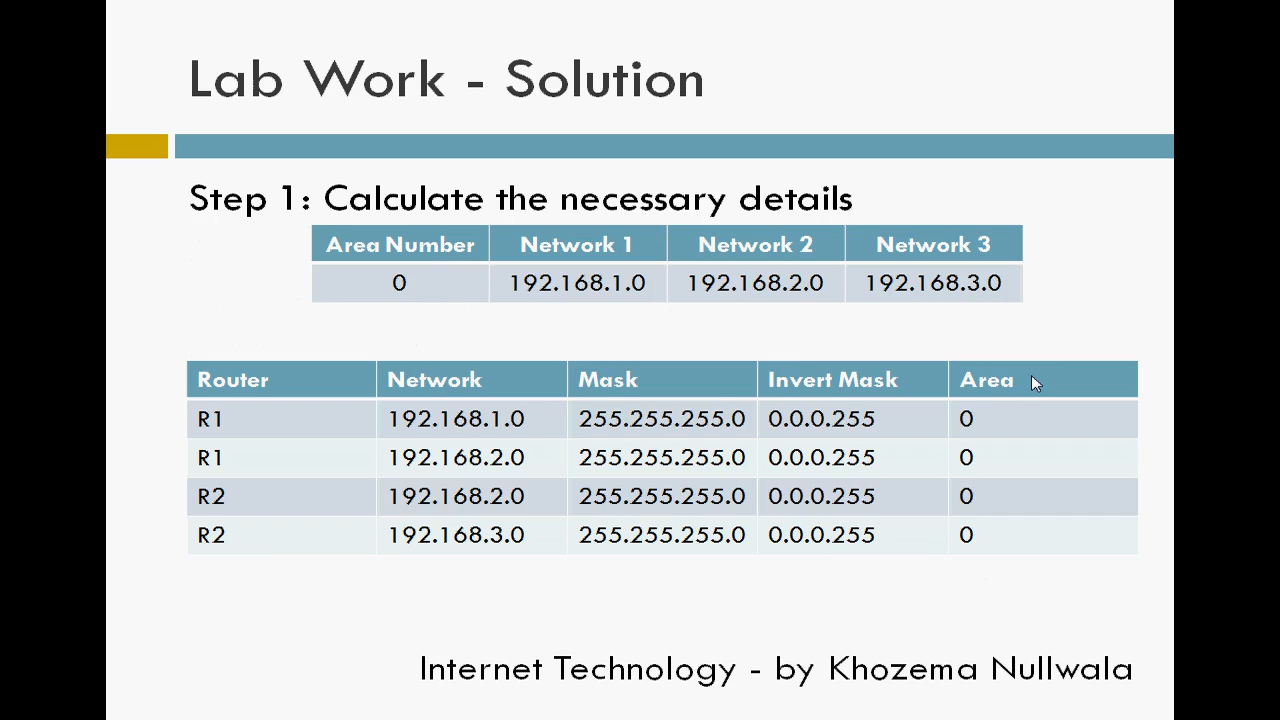 Lab Work - Solution
Step 1: Calculate the necessary details
Area Number Network 1 Network 2 Network 3
0 192.168.1.0 192.168.2.0 192.168.3.0
Router Network Mask Invert Mask Area
R1 192.168.1.0 255.255.255.0 0.0.0.255 0
R1 192.168.2.0 255.255.255.0 0.0.0.255 0
R2 192.168.2.0 255.255.255.0 0.0.0.255 0
R2 192.168.3.0 255.255.255.0 0.0.0.255 0
Internet Technology - by Khozema Nullwala